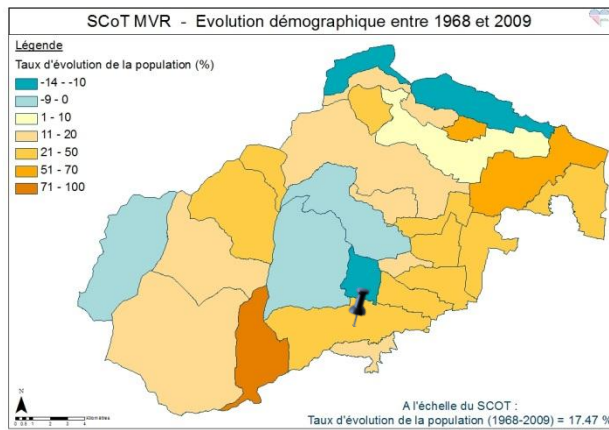 SCoT MVR - Evolution démographique entre 1968 et 2009
Légende
Taux d'évolution de la population (%)
-14 - -10
-9 - 0
1 - 10
11 - 20
21 - 50
51 - 70
71 - 100
N
A l'échelle du SCOT :
Taux d'évolution de la population (1968-2009) = 17.47 %